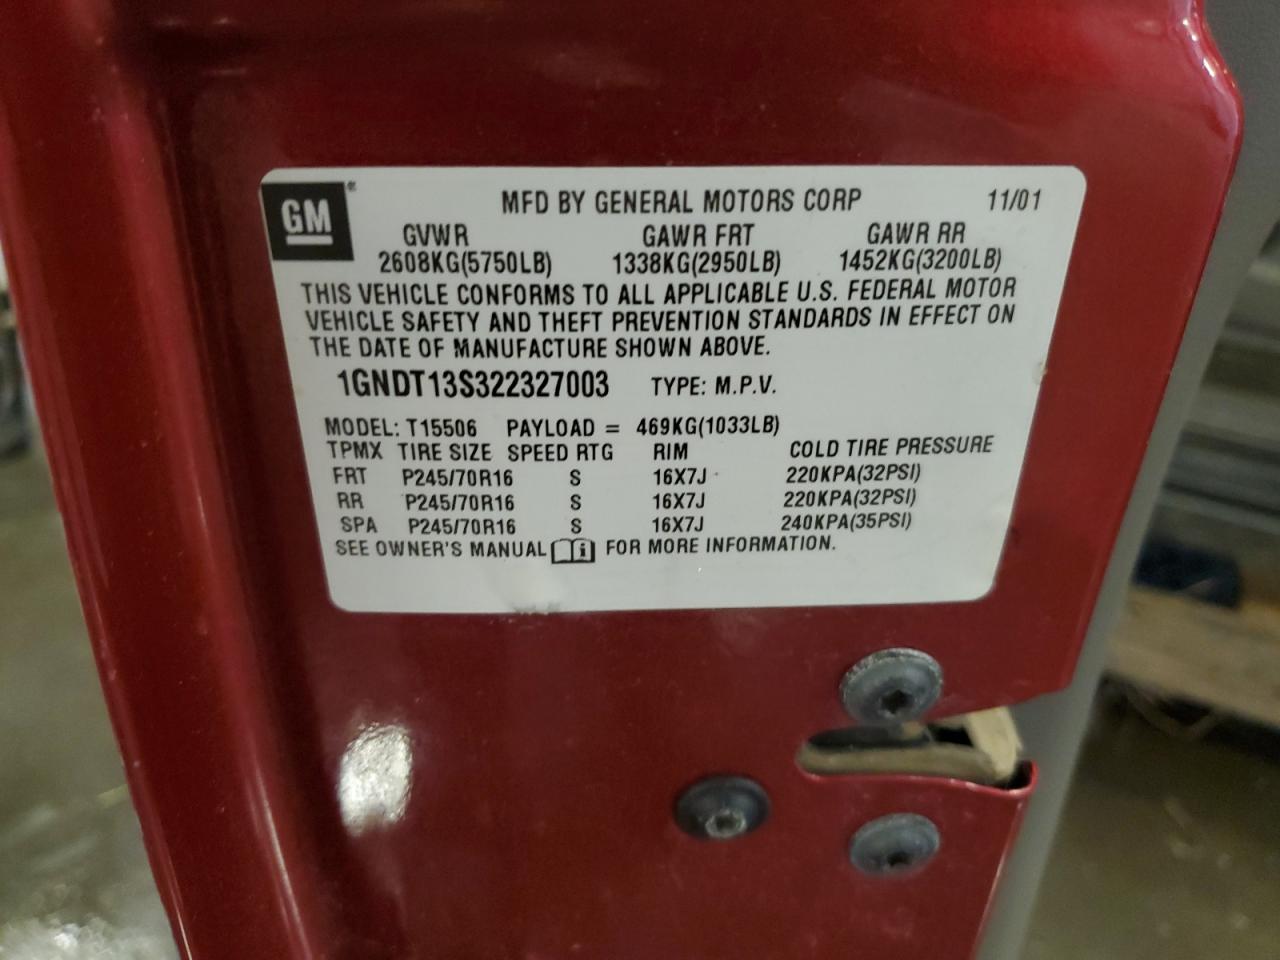 GM®
MFD BY GENERAL MOTORS CORP 11/01
GVWR GAWR FRT GAWR RR
2608KG(5750LB) 1338KG(2950LB) 1452KG(3200LB)
THIS VEHICLE CONFORMS TO ALL APPLICABLE U.S. FEDERAL MOTOR
VEHICLE SAFETY AND THEFT PREVENTION STANDARDS IN EFFECT ON
THE DATE OF MANUFACTURE SHOWN ABOVE.
1GNDT13S322327003 TYPE: M.P.V.
MODEL: T15506 PAYLOAD = 469KG(1033LB)
TPMX TIRE SIZE SPEED RTG RIM COLD TIRE PRESSURE
FRT P245/70R16 S 16X7J 220KPA(32PSI)
RR P245/70R16 S 16X7J 220KPA(32PSI)
SPA P245/70R16 S 16X7J 240KPA(35PSI)
SEE OWNER'S MANUAL i FOR MORE INFORMATION.